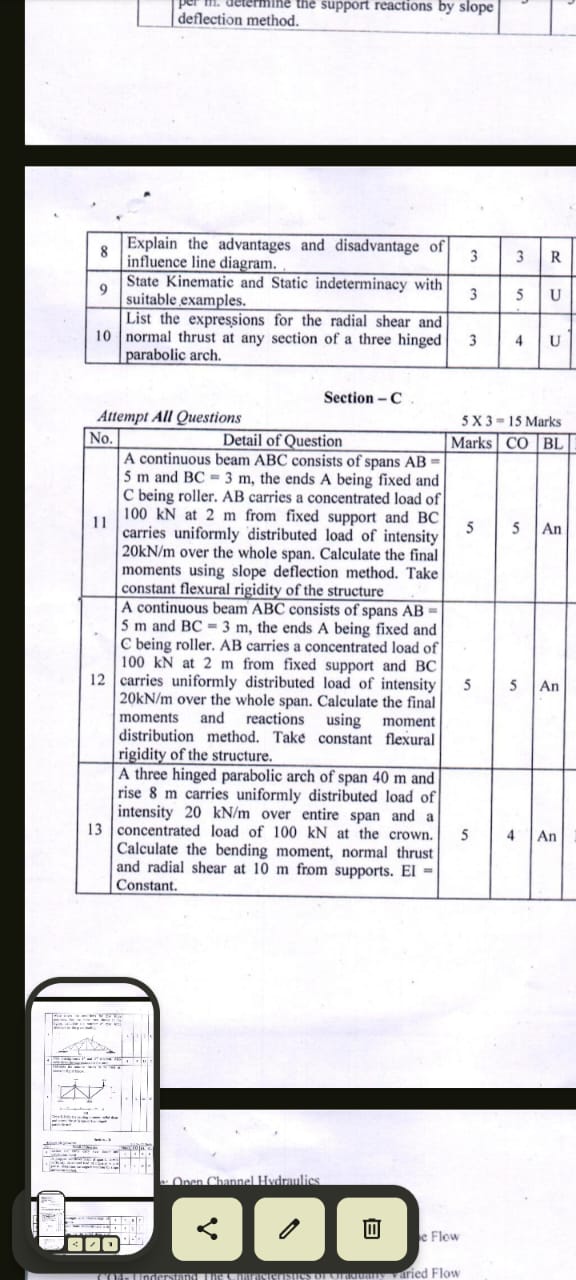 per m. determine the support reactions by slope
deflection method.
8 Explain the advantages and disadvantage of 3 3 R
influence line diagram.
9 State Kinematic and Static indeterminacy with 3 5 U
suitable examples.
10 List the expressions for the radial shear and 3 4 U
normal thrust at any section of a three hinged
parabolic arch.
Section – C
Attempt All Questions 5 X 3 = 15 Marks
No. Detail of Question Marks CO BL
11 A continuous beam ABC consists of spans AB = 5 5 An
5 m and BC = 3 m, the ends A being fixed and
C being roller. AB carries a concentrated load of
100 kN at 2 m from fixed support and BC
carries uniformly distributed load of intensity
20kN/m over the whole span. Calculate the final
moments using slope deflection method. Take
constant flexural rigidity of the structure
12 A continuous beam ABC consists of spans AB = 5 5 An
5 m and BC = 3 m, the ends A being fixed and
C being roller. AB carries a concentrated load of
100 kN at 2 m from fixed support and BC
carries uniformly distributed load of intensity
20kN/m over the whole span. Calculate the final
moments and reactions using moment
distribution method. Take constant flexural
rigidity of the structure.
13 A three hinged parabolic arch of span 40 m and 5 4 An
rise 8 m carries uniformly distributed load of
intensity 20 kN/m over entire span and a
concentrated load of 100 kN at the crown.
Calculate the bending moment, normal thrust
and radial shear at 10 m from supports. EI =
Constant.
Open Channel Hydraulics
e Flow
CO4- Understand The Characteristics of Gradually Varied Flow